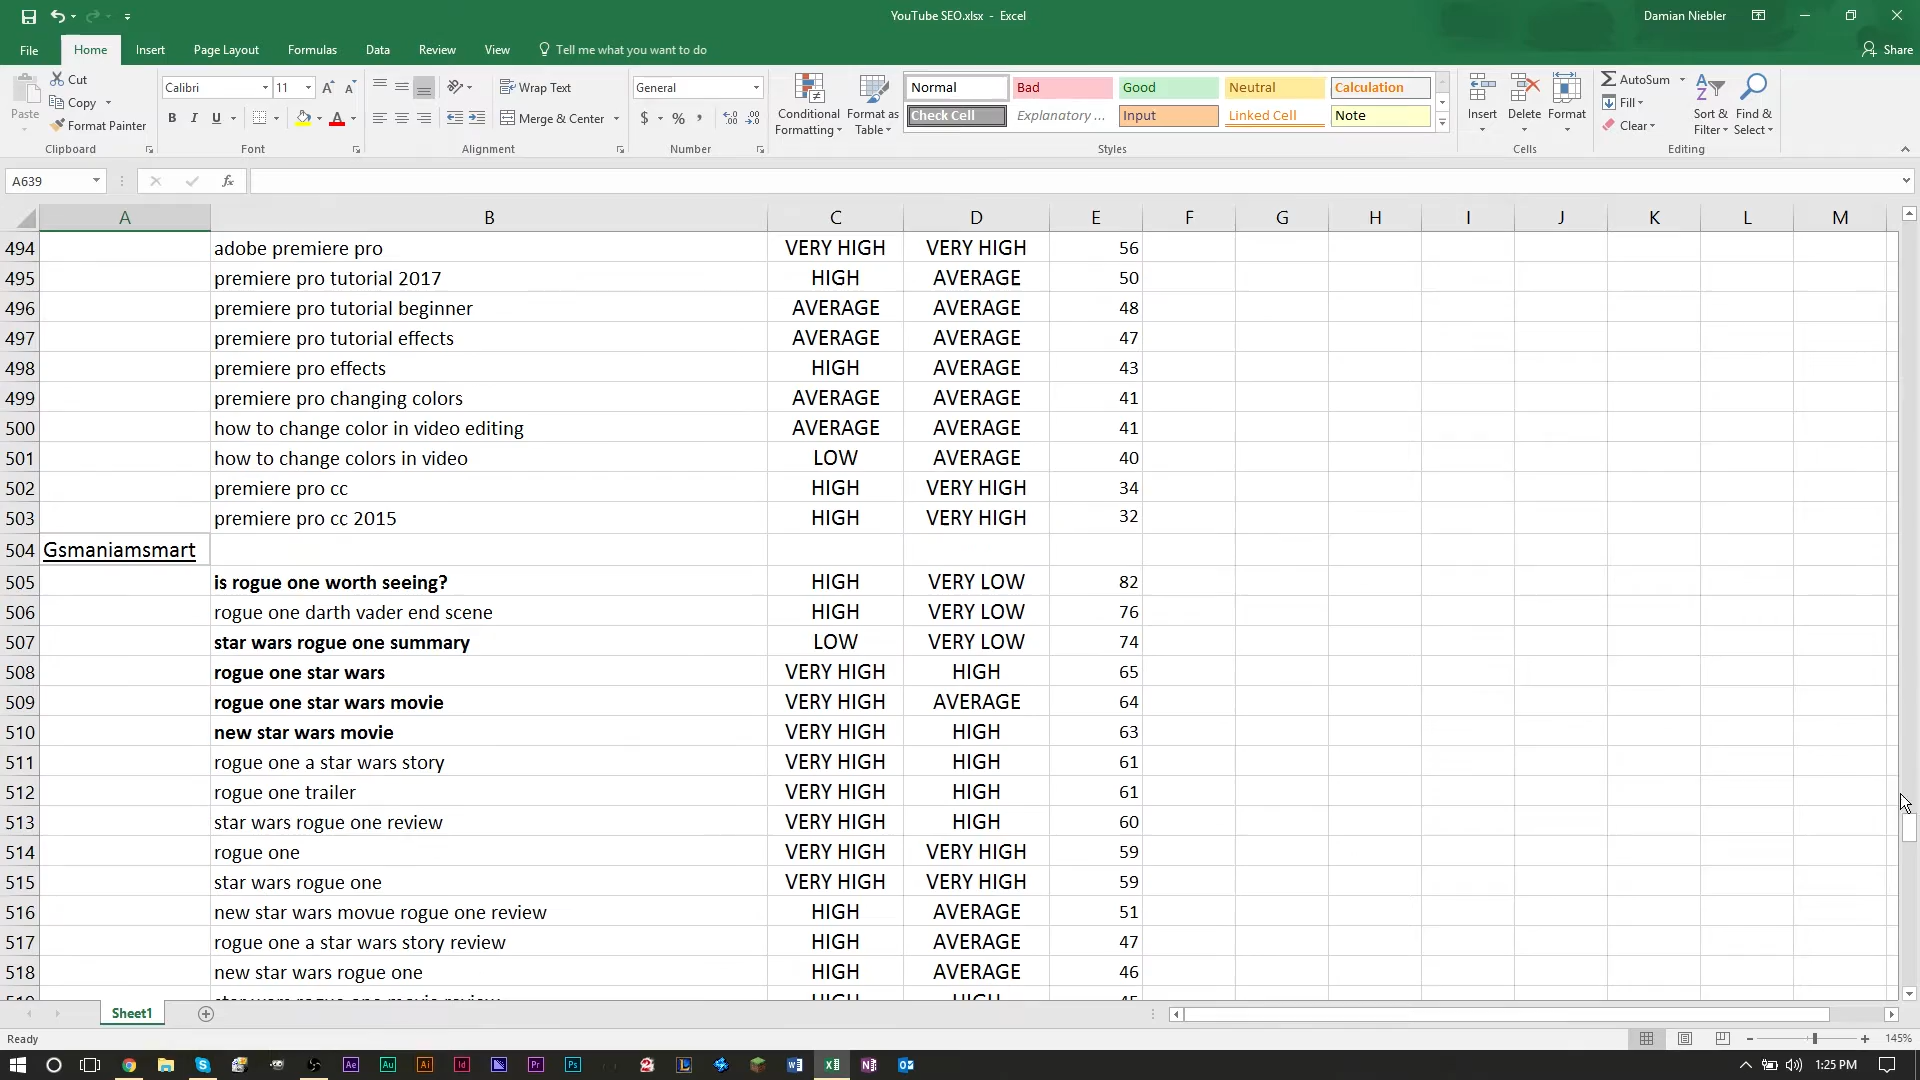 YouTube SEO.xlsx - Excel
Damian Niebler
File Home Insert Page Layout Formulas Data Review View Tell me what you want to do
Share
Paste
Cut
Copy
Format Painter
Clipboard
Calibri 11
B I U
Font
Wrap Text
Merge & Center
Alignment
General
$ % ,
Number
Conditional Formatting
Format as Table
Normal Bad Good Neutral Calculation
Check Cell Explanatory ... Input Linked Cell Note
Styles
Insert Delete Format
Cells
AutoSum
Fill
Clear
Sort & Filter
Find & Select
Editing
A639
fx
A B C D E F G H I J K L M
494 adobe premiere pro VERY HIGH VERY HIGH 56
495 premiere pro tutorial 2017 HIGH AVERAGE 50
496 premiere pro tutorial beginner AVERAGE AVERAGE 48
497 premiere pro tutorial effects AVERAGE AVERAGE 47
498 premiere pro effects HIGH AVERAGE 43
499 premiere pro changing colors AVERAGE AVERAGE 41
500 how to change color in video editing AVERAGE AVERAGE 41
501 how to change colors in video LOW AVERAGE 40
502 premiere pro cc HIGH VERY HIGH 34
503 premiere pro cc 2015 HIGH VERY HIGH 32
504 Gsmaniamsmart
505 is rogue one worth seeing? HIGH VERY LOW 82
506 rogue one darth vader end scene HIGH VERY LOW 76
507 star wars rogue one summary LOW VERY LOW 74
508 rogue one star wars VERY HIGH HIGH 65
509 rogue one star wars movie VERY HIGH AVERAGE 64
510 new star wars movie VERY HIGH HIGH 63
511 rogue one a star wars story VERY HIGH HIGH 61
512 rogue one trailer VERY HIGH HIGH 61
513 star wars rogue one review VERY HIGH HIGH 60
514 rogue one VERY HIGH VERY HIGH 59
515 star wars rogue one VERY HIGH VERY HIGH 59
516 new star wars movue rogue one review HIGH AVERAGE 51
517 rogue one a star wars story review HIGH AVERAGE 47
518 new star wars rogue one HIGH AVERAGE 46
Sheet1
Ready
145%
Ae Au Ai Id Pr Ps
1:25 PM